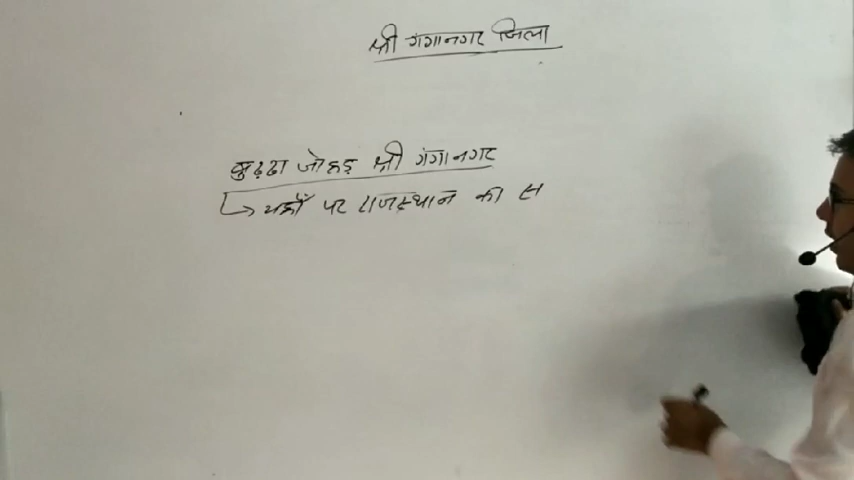 श्री गंगानगर जिला
बुढ्ढा जोहड़ श्री गंगानगर
यहाँ पर राजस्थान की स